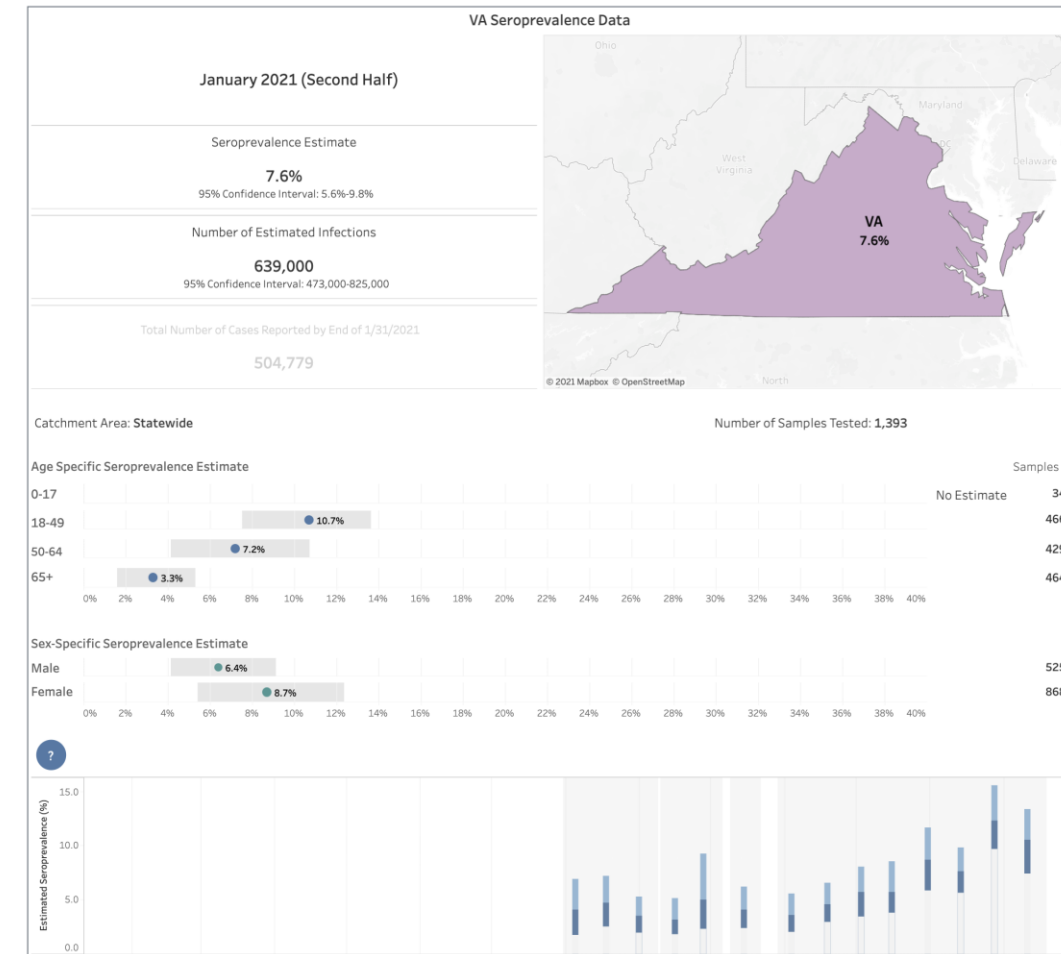 VA Seroprevalence Data
January 2021 (Second Half)
Seroprevalence Estimate
7.6%
95% Confidence Interval: 5.6%-9.8%
Number of Estimated Infections
639,000
95% Confidence Interval: 473,000-825,000
Total Number of Cases Reported by End of 1/31/2021
504,779
Ohio
Maryland
West
Virginia
Delaware
VA
7.6%
© 2021 Mapbox © OpenStreetMap
North
Catchment Area: Statewide
Number of Samples Tested: 1,393
Age Specific Seroprevalence Estimate
Samples
0-17
No Estimate
34
18-49
10.7%
466
50-64
7.2%
429
65+
3.3%
464
0% 2% 4% 6% 8% 10% 12% 14% 16% 18% 20% 22% 24% 26% 28% 30% 32% 34% 36% 38% 40%
Sex-Specific Seroprevalence Estimate
Male
6.4%
525
Female
8.7%
868
0% 2% 4% 6% 8% 10% 12% 14% 16% 18% 20% 22% 24% 26% 28% 30% 32% 34% 36% 38% 40%
?
Estimated Seroprevalence (%)
15.0
10.0
5.0
0.0